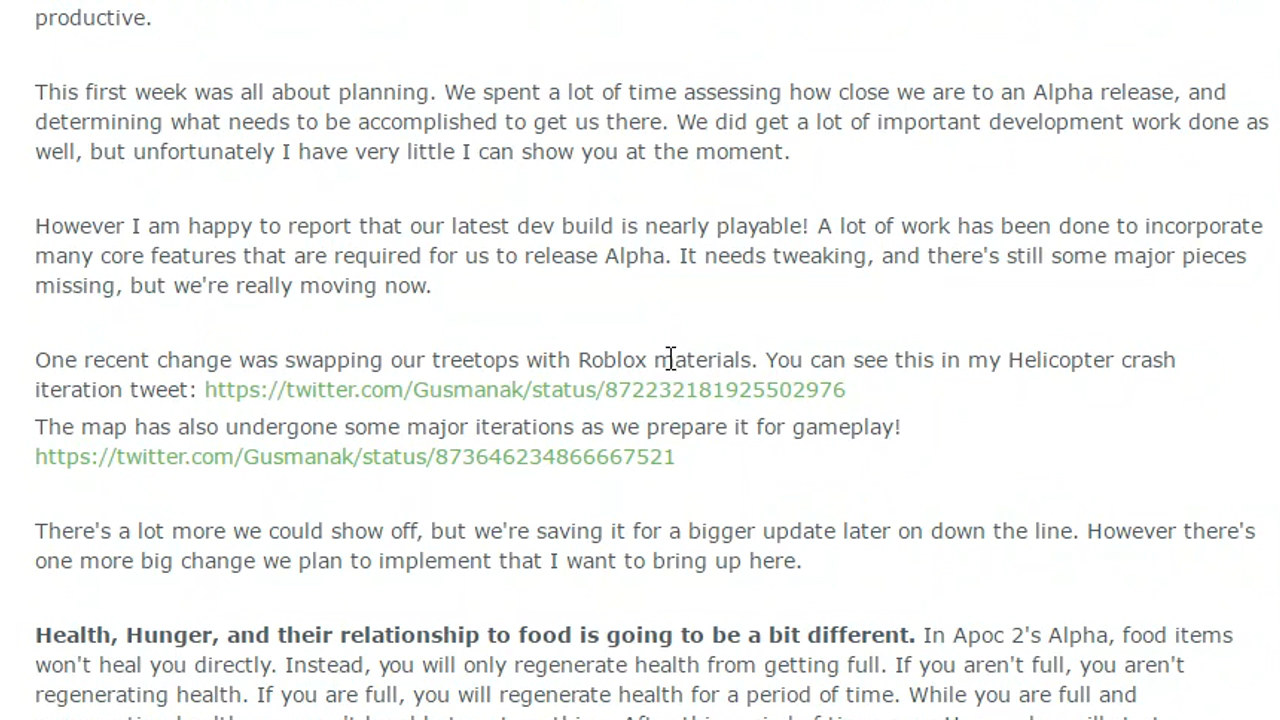 productive.
This first week was all about planning. We spent a lot of time assessing how close we are to an Alpha release, and
determining what needs to be accomplished to get us there. We did get a lot of important development work done as
well, but unfortunately I have very little I can show you at the moment.
However I am happy to report that our latest dev build is nearly playable! A lot of work has been done to incorporate
many core features that are required for us to release Alpha. It needs tweaking, and there's still some major pieces
missing, but we're really moving now.
One recent change was swapping our treetops with Roblox materials. You can see this in my Helicopter crash
iteration tweet: https://twitter.com/Gusmanak/status/872232181925502976
The map has also undergone some major iterations as we prepare it for gameplay!
https://twitter.com/Gusmanak/status/873646234866667521
There's a lot more we could show off, but we're saving it for a bigger update later on down the line. However there's
one more big change we plan to implement that I want to bring up here.
Health, Hunger, and their relationship to food is going to be a bit different. In Apoc 2's Alpha, food items
won't heal you directly. Instead, you will only regenerate health from getting full. If you aren't full, you aren't
regenerating health. If you are full, you will regenerate health for a period of time. While you are full and